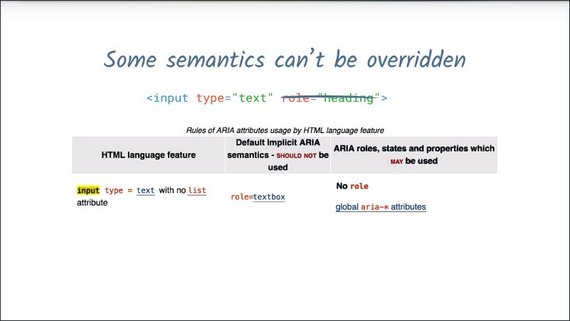 Some semantics can't be overridden
<input type="text" role="heading">
Rules of ARIA attributes usage by HTML language feature
HTML language feature
Default Implicit ARIA
semantics - SHOULD NOT be
used
ARIA roles, states and properties which
MAY be used
input type = text with no list
attribute
role=textbox
No role
global aria-* attributes